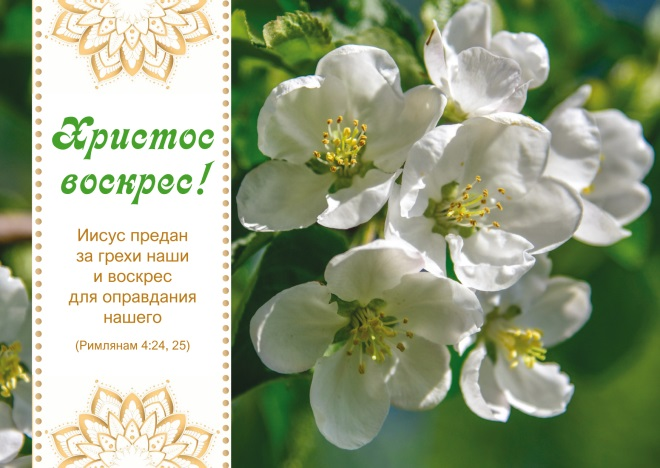 Христос
воскрес!
Иисус предан
за грехи наши
и воскрес
для оправдания
нашего
(Римлянам 4:24, 25)